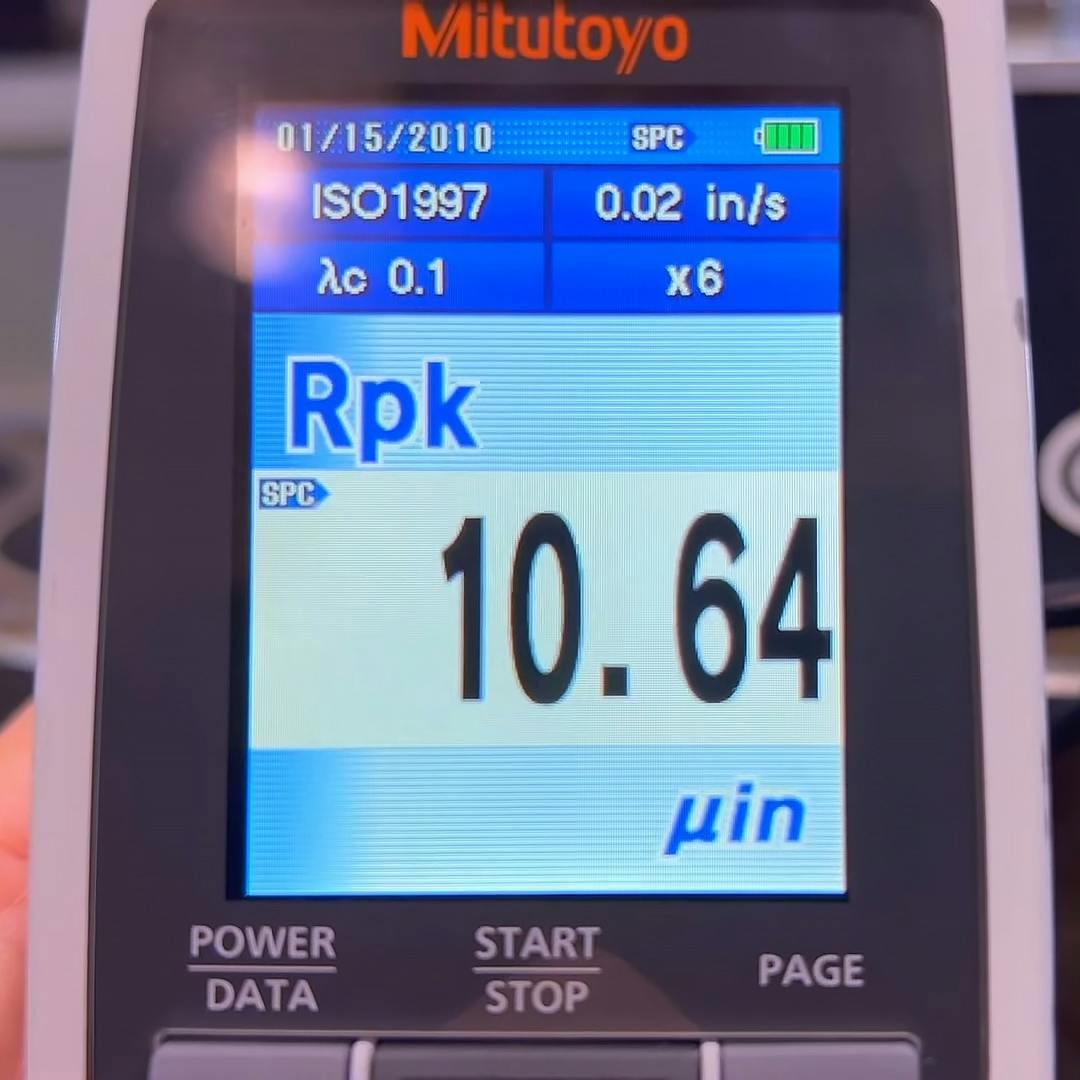 Mitutoyo
01/15/2010 SPC
ISO1997 0.02 in/s
λc 0.1 x6
Rpk
SPC
10.64
µin
POWER START PAGE
DATA STOP